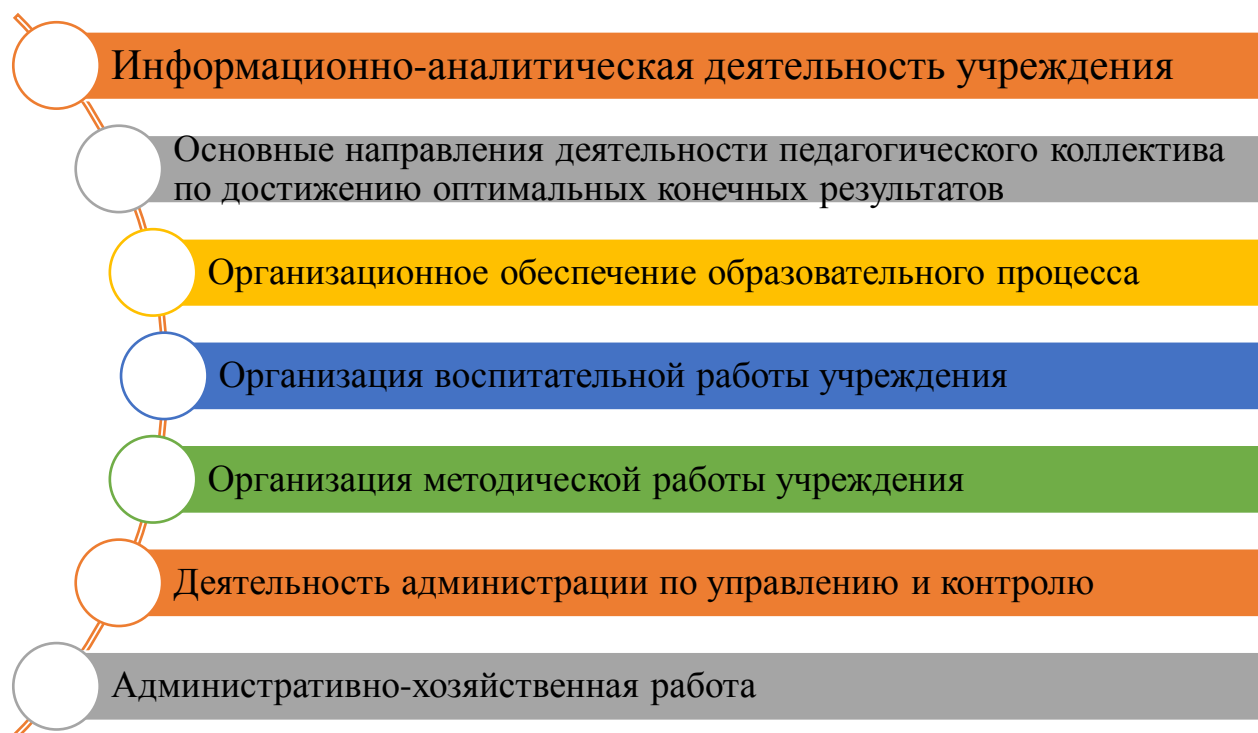 Информационно-аналитическая деятельность учреждения
Основные направления деятельности педагогического коллектива
по достижению оптимальных конечных результатов
Организационное обеспечение образовательного процесса
Организация воспитательной работы учреждения
Организация методической работы учреждения
Деятельность администрации по управлению и контролю
Административно-хозяйственная работа